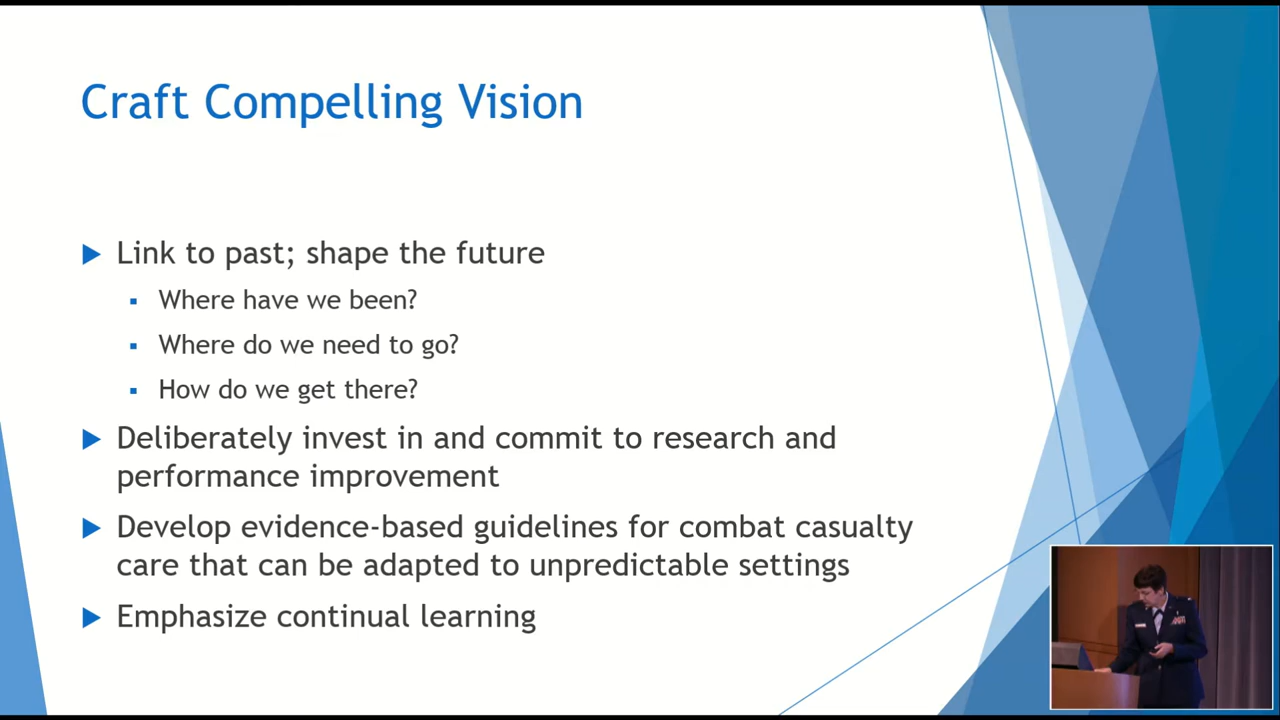 Craft Compelling Vision
Link to past; shape the future
Where have we been?
Where do we need to go?
How do we get there?
Deliberately invest in and commit to research and
performance improvement
Develop evidence-based guidelines for combat casualty
care that can be adapted to unpredictable settings
Emphasize continual learning